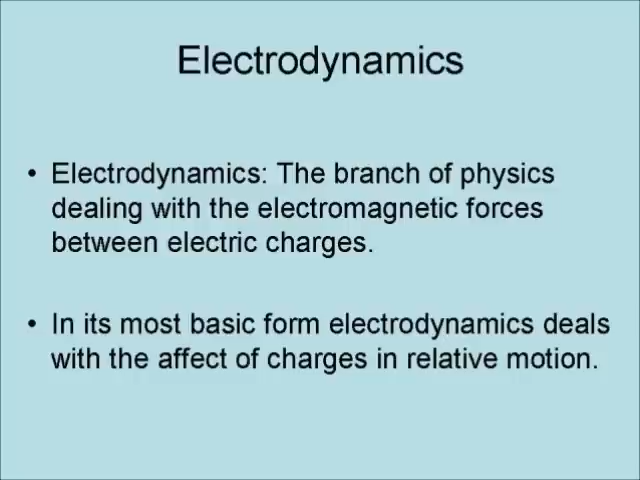 Electrodynamics
• Electrodynamics: The branch of physics
dealing with the electromagnetic forces
between electric charges.
• In its most basic form electrodynamics deals
with the affect of charges in relative motion.